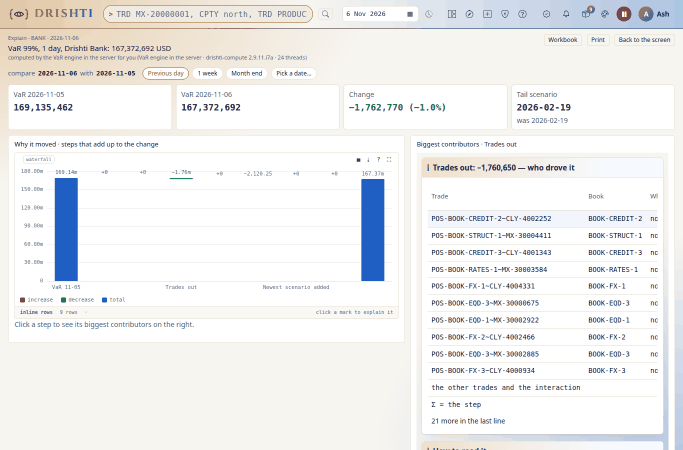 {👁} DRISHTI
> TRD MX-20000001, CPTY north, TRD PRODUC
6 Nov 2026
A Ash
Explain · BANK · 2026-11-06
VaR 99%, 1 day, Drishti Bank: 167,372,692 USD
computed by the VaR engine in the server for you (VaR engine in the server · drishti-compute 2.9.11.i7a · 24 threads)
Workbook Print Back to the screen
compare 2026-11-06 with 2026-11-05 Previous day 1 week Month end Pick a date...
VaR 2026-11-05
169,135,462
VaR 2026-11-06
167,372,692
Change
−1,762,770 (−1.0%)
Tail scenario
2026-02-19
was 2026-02-19
Why it moved · steps that add up to the change
waterfall
180.00m
150.00m
120.00m
90.00m
60.00m
30.00m
0
169.14m +0 +0 −1.76m +0 −2,120.25 +0 +0 167.37m
VaR 11-05 Trades out Newest scenario added
increase decrease total
inline rows 9 rows · click a mark to explain it
Click a step to see its biggest contributors on the right.
Biggest contributors · Trades out
Trades out: −1,760,650 — who drove it
Trade Book Wl
POS-BOOK-CREDIT-2~CLY-4002252 BOOK-CREDIT-2 no
POS-BOOK-STRUCT-1~MX-30004411 BOOK-STRUCT-1 no
POS-BOOK-CREDIT-3~CLY-4001343 BOOK-CREDIT-3 no
POS-BOOK-RATES-1~MX-30003584 BOOK-RATES-1 no
POS-BOOK-FX-1~CLY-4004331 BOOK-FX-1 no
POS-BOOK-EQD-3~MX-30000675 BOOK-EQD-3 no
POS-BOOK-EQD-1~MX-30002922 BOOK-EQD-1 no
POS-BOOK-FX-2~CLY-4002466 BOOK-FX-2 no
POS-BOOK-EQD-3~MX-30002885 BOOK-EQD-3 no
POS-BOOK-FX-3~CLY-4000934 BOOK-FX-3 no
the other trades and the interaction
Σ = the step
21 more in the last line